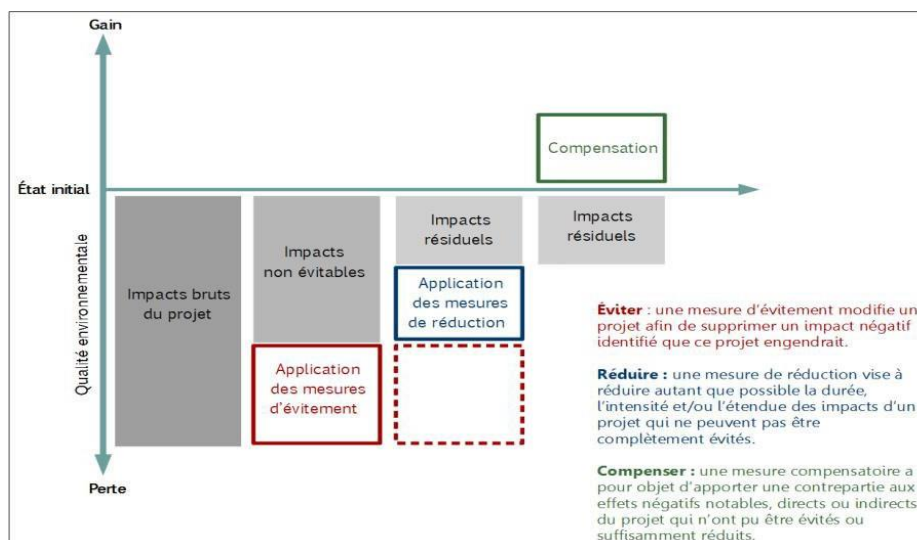 Gain
État initial
Qualité environnementale
Perte
Impacts bruts
du projet
Impacts
non évitables
Application
des mesures
d'évitement
Impacts
résiduels
Application
des mesures
de réduction
Compensation
Impacts
résiduels
Éviter : une mesure d'évitement modifie un
projet afin de supprimer un impact négatif
identifié que ce projet engendrait.
Réduire : une mesure de réduction vise à
réduire autant que possible la durée,
l'intensité et/ou l'étendue des impacts d'un
projet qui ne peuvent pas être
complètement évités.
Compenser : une mesure compensatoire a
pour objet d'apporter une contrepartie aux
effets négatifs notables, directs ou indirects
du projet qui n'ont pu être évités ou
suffisamment réduits.